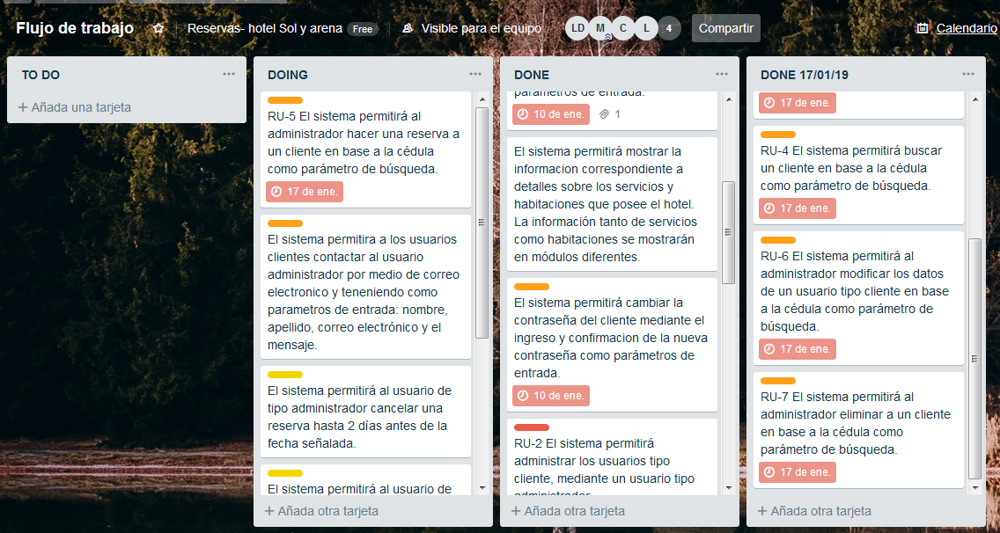 Flujo de trabajo
Reservas- hotel Sol y arena Free
Visible para el equipo
LD M C L 4
Compartir
Calendario
TO DO
+ Añada una tarjeta
DOING
RU-5 El sistema permitirá al
administrador hacer una reserva a
un cliente en base a la cédula
como parámetro de búsqueda.
17 de ene.
El sistema permitira a los usuarios
clientes contactar al usuario
administrador por medio de correo
electronico y teneniendo como
parametros de entrada: nombre,
apellido, correo electrónico y el
mensaje.
El sistema permitirá al usuario de
tipo administrador cancelar una
reserva hasta 2 días antes de la
fecha señalada.
El sistema permitirá al usuario de
+ Añada otra tarjeta
DONE
parámetros de entrada.
10 de ene. 1
El sistema permitirá mostrar la
informacion correspondiente a
detalles sobre los servicios y
habitaciones que posee el hotel.
La información tanto de servicios
como habitaciones se mostrarán
en módulos diferentes.
El sistema permitirá cambiar la
contraseña del cliente mediante el
ingreso y confirmacion de la nueva
contraseña como parámetros de
entrada.
10 de ene.
RU-2 El sistema permitirá
administrar los usuarios tipo
cliente, mediante un usuario tipo
administrador
+ Añada otra tarjeta
DONE 17/01/19
17 de ene.
RU-4 El sistema permitirá buscar
un cliente en base a la cédula
como parámetro de búsqueda.
17 de ene.
RU-6 El sistema permitirá al
administrador modificar los datos
de un usuario tipo cliente en base
a la cédula como parámetro de
búsqueda.
17 de ene.
RU-7 El sistema permitirá al
administrador eliminar a un cliente
en base a la cédula como
parámetro de búsqueda.
17 de ene.
+ Añada otra tarjeta